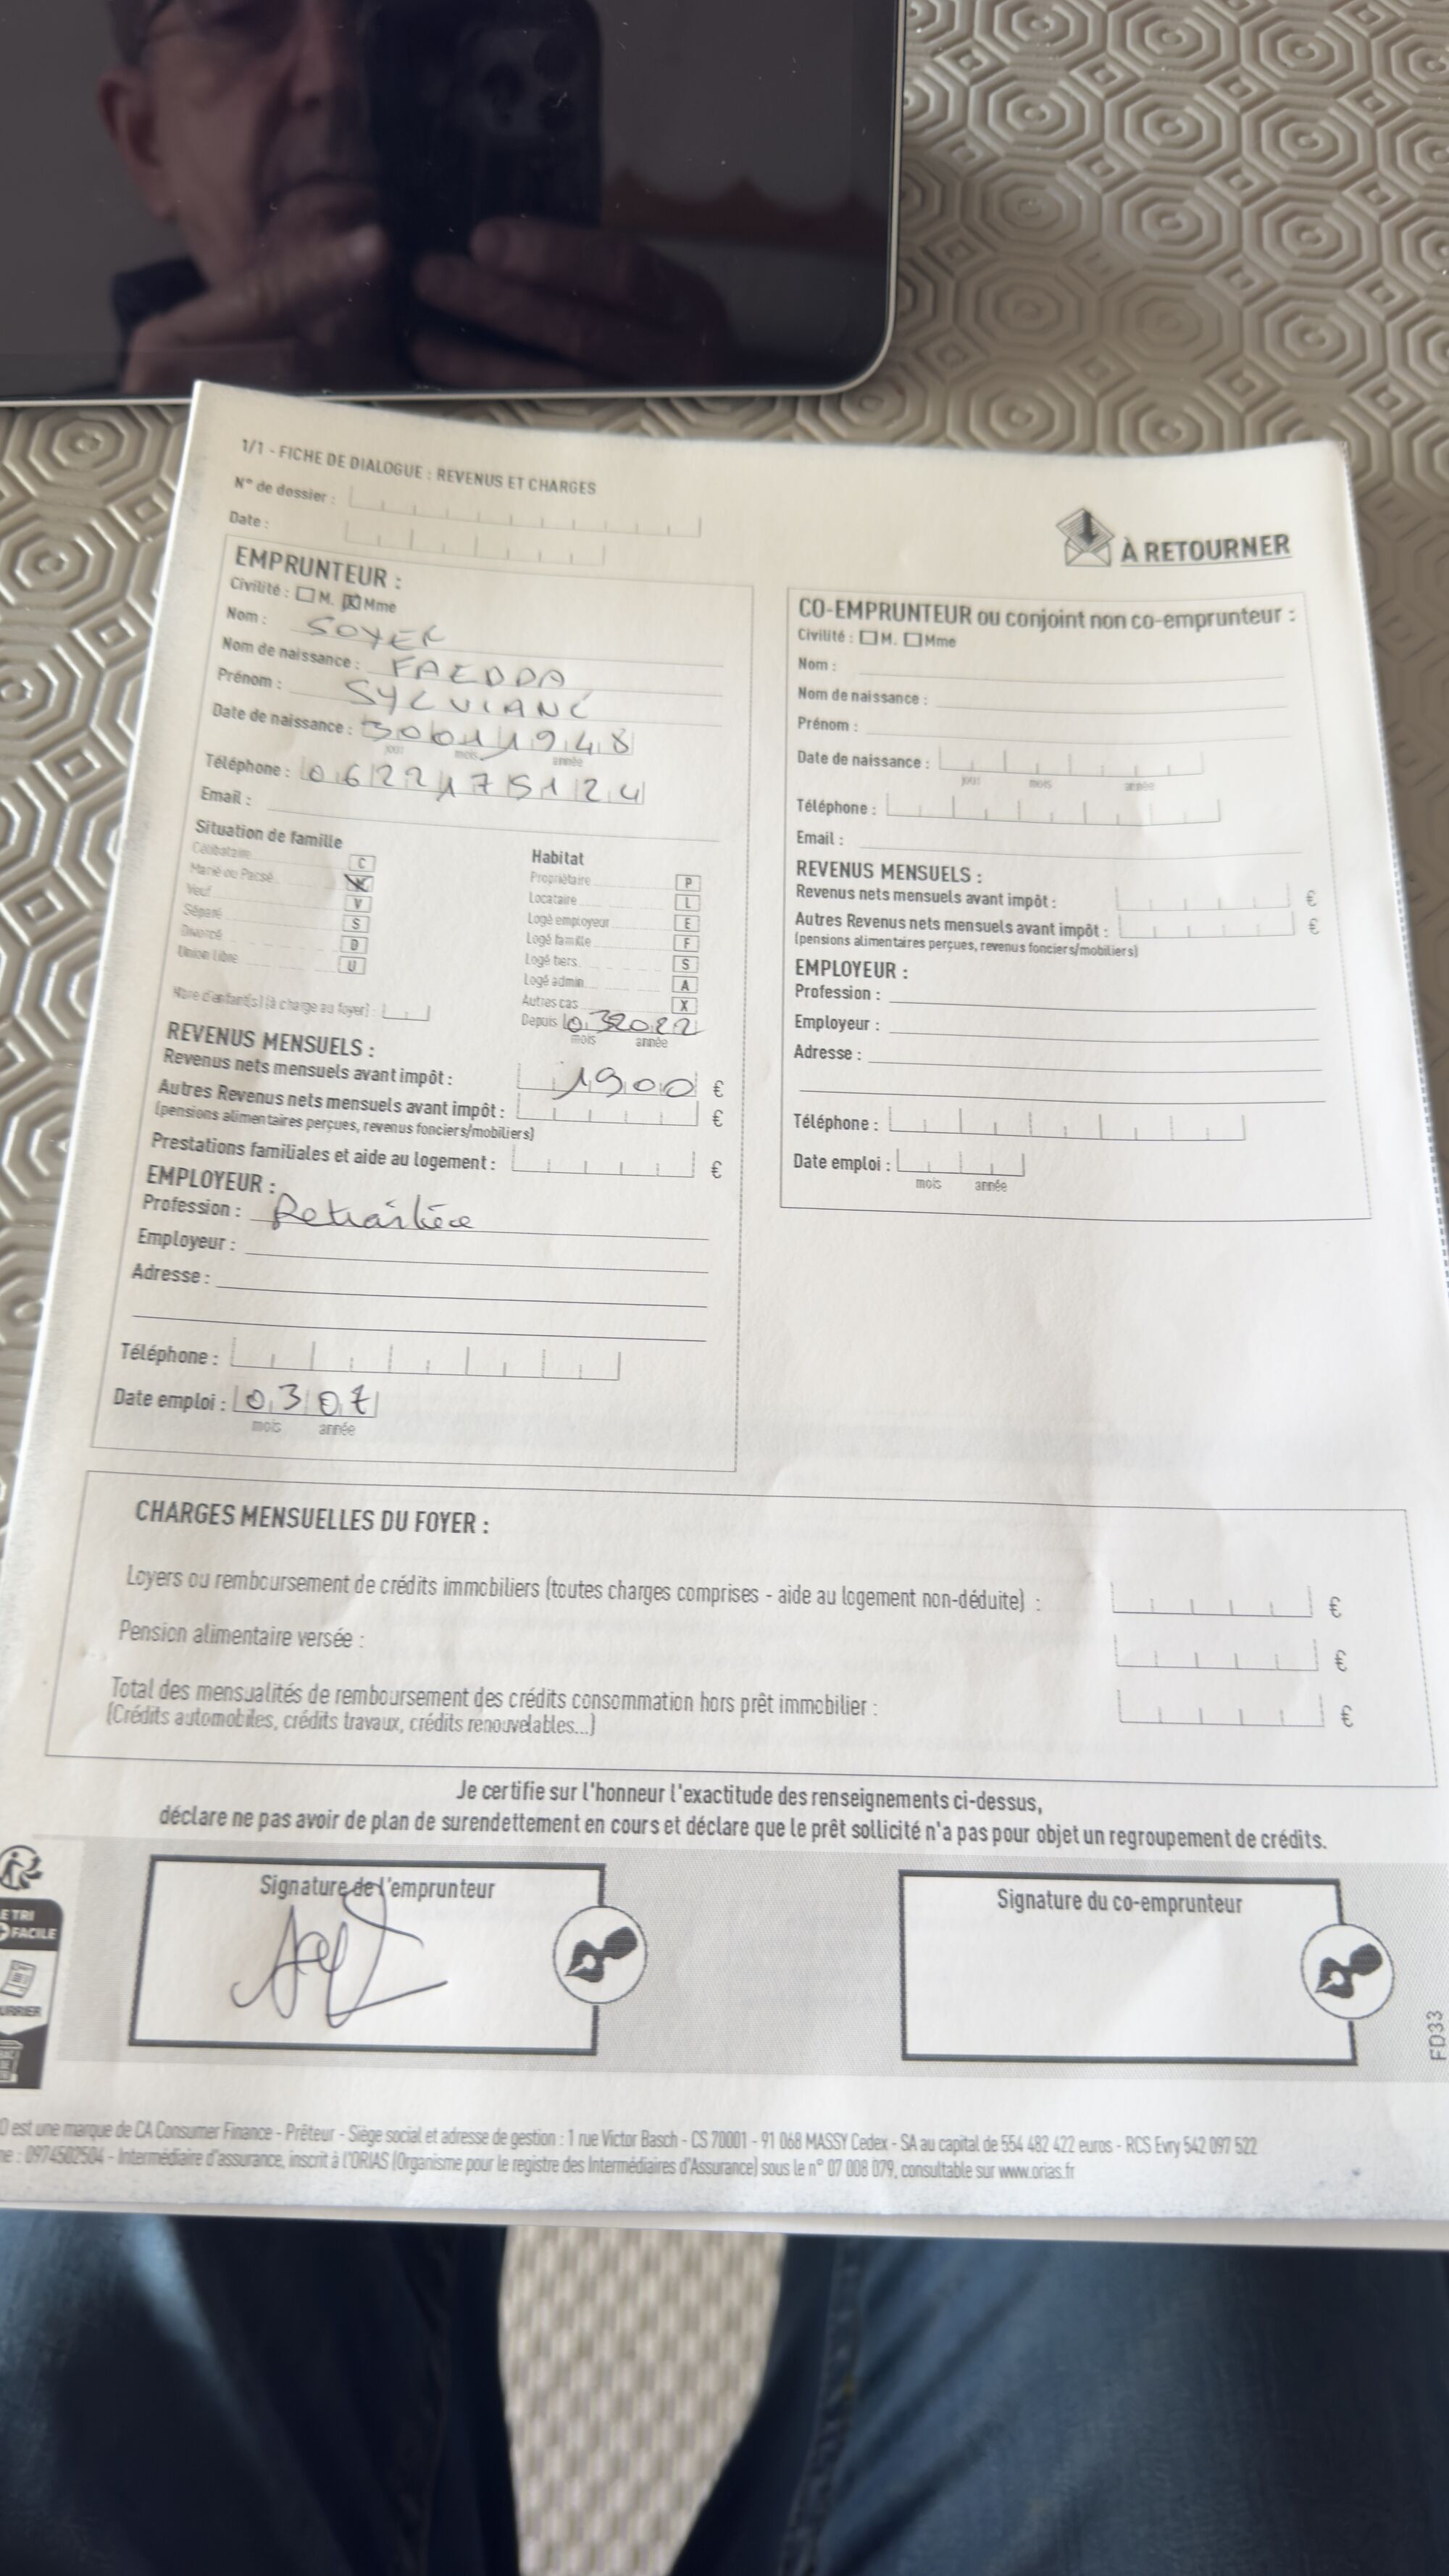 1/1 - FICHE DE DIALOGUE : REVENUS ET CHARGES
N° de dossier :
Date :
À RETOURNER
EMPRUNTEUR :
Civilité : M. Mme
Nom : SOYER
Nom de naissance : FAEDDA
Prénom : SYLVIANE
Date de naissance : 30 1948
jour mois année
Téléphone : 0622175124
Email :
Situation de famille
Célibataire C
Marié ou Pacsé
Veuf V
Séparé S
Divorcé D
Union libre U
Nbre d'enfant(s) (à charge au foyer) :
Habitat
Propriétaire P
Locataire L
Logé employeur E
Logé famille F
Logé tiers S
Logé admin A
Autres cas X
Depuis 032022
mois année
REVENUS MENSUELS :
Revenus nets mensuels avant impôt : 1900 €
Autres Revenus nets mensuels avant impôt : €
(pensions alimentaires perçues, revenus fonciers/mobiliers)
Prestations familiales et aide au logement : €
EMPLOYEUR :
Profession :
Employeur :
Adresse :
Téléphone :
Date emploi : 0307
mois année
CO-EMPRUNTEUR ou conjoint non co-emprunteur :
Civilité : M. Mme
Nom :
Nom de naissance :
Prénom :
Date de naissance :
jour mois année
Téléphone :
Email :
REVENUS MENSUELS :
Revenus nets mensuels avant impôt : €
Autres Revenus nets mensuels avant impôt : €
(pensions alimentaires perçues, revenus fonciers/mobiliers)
EMPLOYEUR :
Profession :
Employeur :
Adresse :
Téléphone :
Date emploi :
mois année
CHARGES MENSUELLES DU FOYER :
Loyers ou remboursement de crédits immobiliers (toutes charges comprises - aide au logement non-déduite) : €
Pension alimentaire versée : €
Total des mensualités de remboursement des crédits consommation hors prêt immobilier : €
(Crédits automobiles, crédits travaux, crédits renouvelables...)
Je certifie sur l'honneur l'exactitude des renseignements ci-dessus,
déclare ne pas avoir de plan de surendettement en cours et déclare que le prêt sollicité n'a pas pour objet un regroupement de crédits.
Signature de l'emprunteur
Signature du co-emprunteur
E TRI
+ FACILE
FD33
est une marque de CA Consumer Finance - Prêteur - Siège social et adresse de gestion : 1 rue Victor Basch - CS 70001 - 91 068 MASSY Cedex - SA au capital de 554 482 422 euros - RCS Evry 542 097 522
: 0974502504 - Intermédiaire d'assurance, inscrit à l'ORIAS (Organisme pour le registre des Intermédiaires d'Assurance) sous le n° 07 008 079, consultable sur www.orias.fr